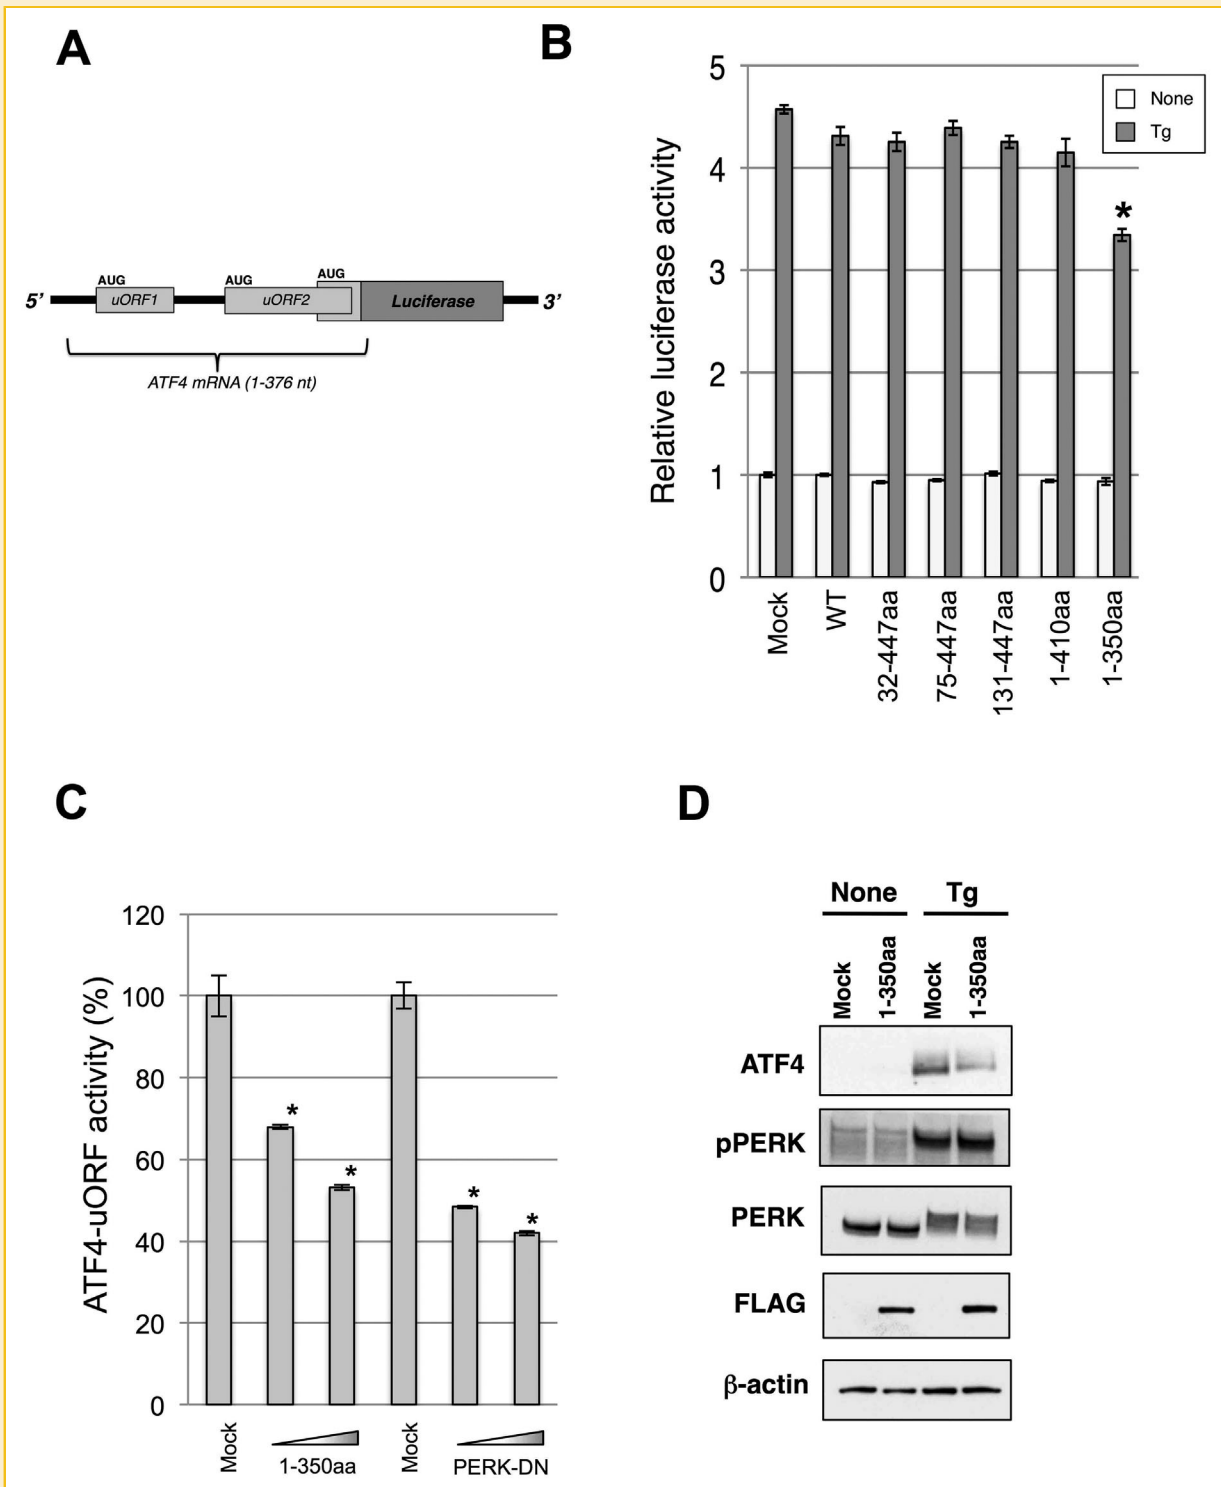 A
AUG
AUG
AUG
5’ uORF1 uORF2 Luciferase 3’
ATF4 mRNA (1-376 nt)
B
Relative luciferase activity
5
4
3
2
1
0
None
Tg
*
Mock
WT
32-447aa
75-447aa
131-447aa
1-410aa
1-350aa
C
ATF4-uORF activity (%)
120
100
80
60
40
20
0
*
*
*
*
Mock
1-350aa
Mock
PERK-DN
D
None Tg
Mock
1-350aa
Mock
1-350aa
ATF4
pPERK
PERK
FLAG
β-actin